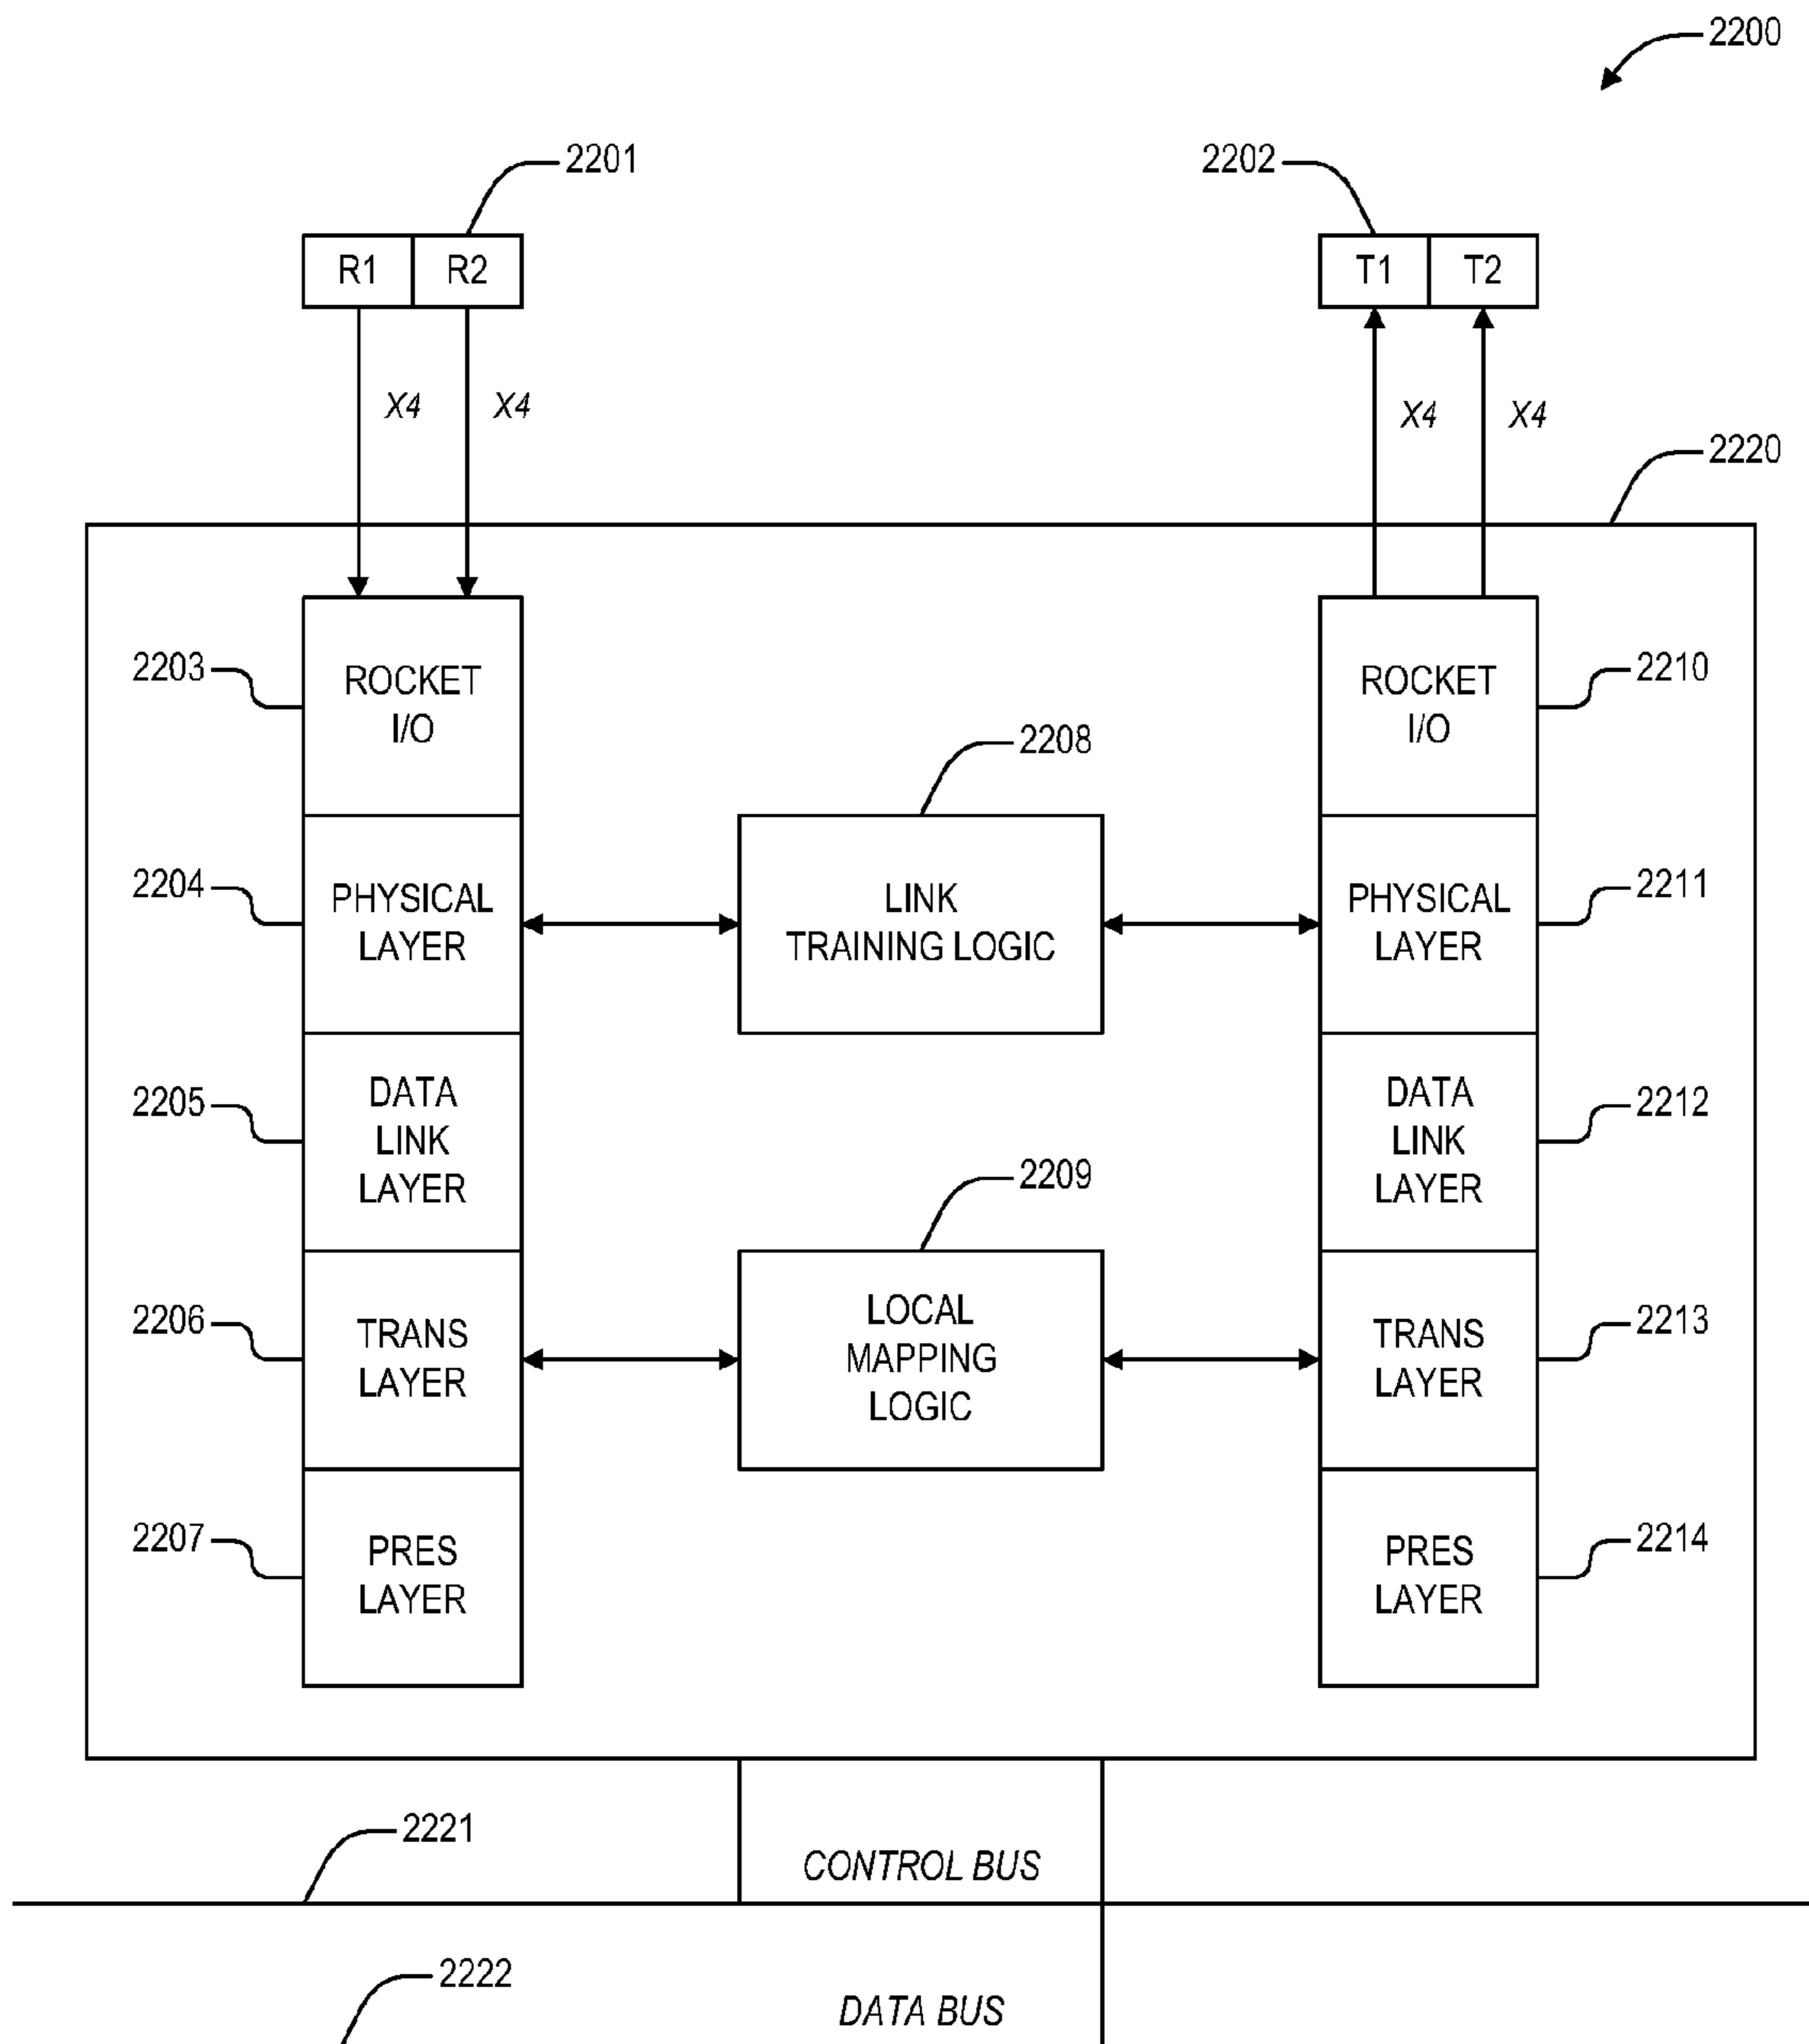 2200
2201
2202
R1 R2
T1 T2
X4 X4
X4 X4
2220
2203
ROCKET
I/O
ROCKET
I/O
2210
2208
2204
PHYSICAL
LAYER
LINK
TRAINING LOGIC
PHYSICAL
LAYER
2211
2205
DATA
LINK
LAYER
DATA
LINK
LAYER
2212
2209
2206
TRANS
LAYER
LOCAL
MAPPING
LOGIC
TRANS
LAYER
2213
2207
PRES
LAYER
PRES
LAYER
2214
2221
CONTROL BUS
2222
DATA BUS